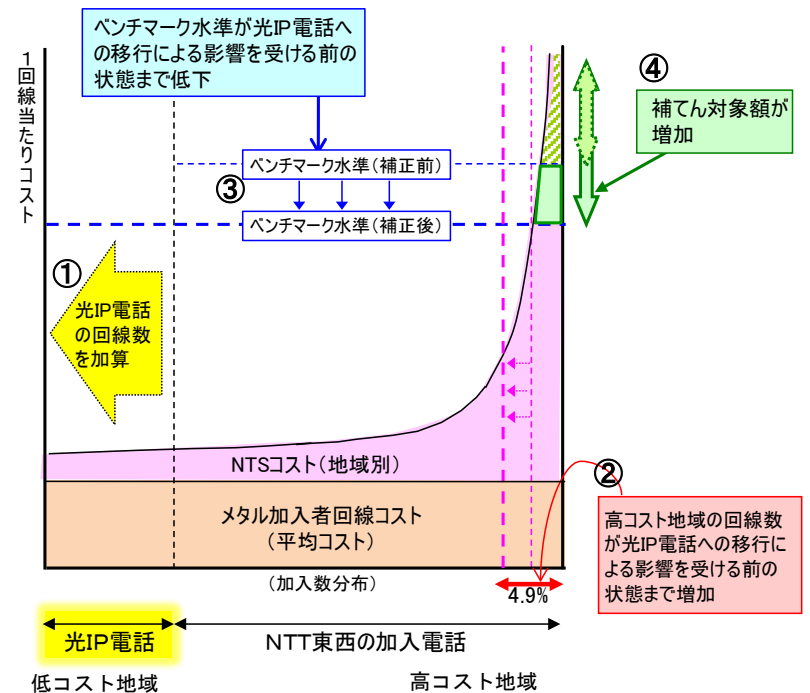 ベンチマーク水準が光IP電話へ
の移行による影響を受ける前の
状態まで低下
1回線当たりコスト
④
補てん対象額が
増加
ベンチマーク水準(補正前)
③
ベンチマーク水準(補正後)
①
光IP電話
の回線数
を加算
NTSコスト(地域別)
②
メタル加入者回線コスト
(平均コスト)
高コスト地域の回線数
が光IP電話への移行に
よる影響を受ける前の
状態まで増加
(加入数分布)
4.9%
光IP電話
NTT東西の加入電話
低コスト地域
高コスト地域